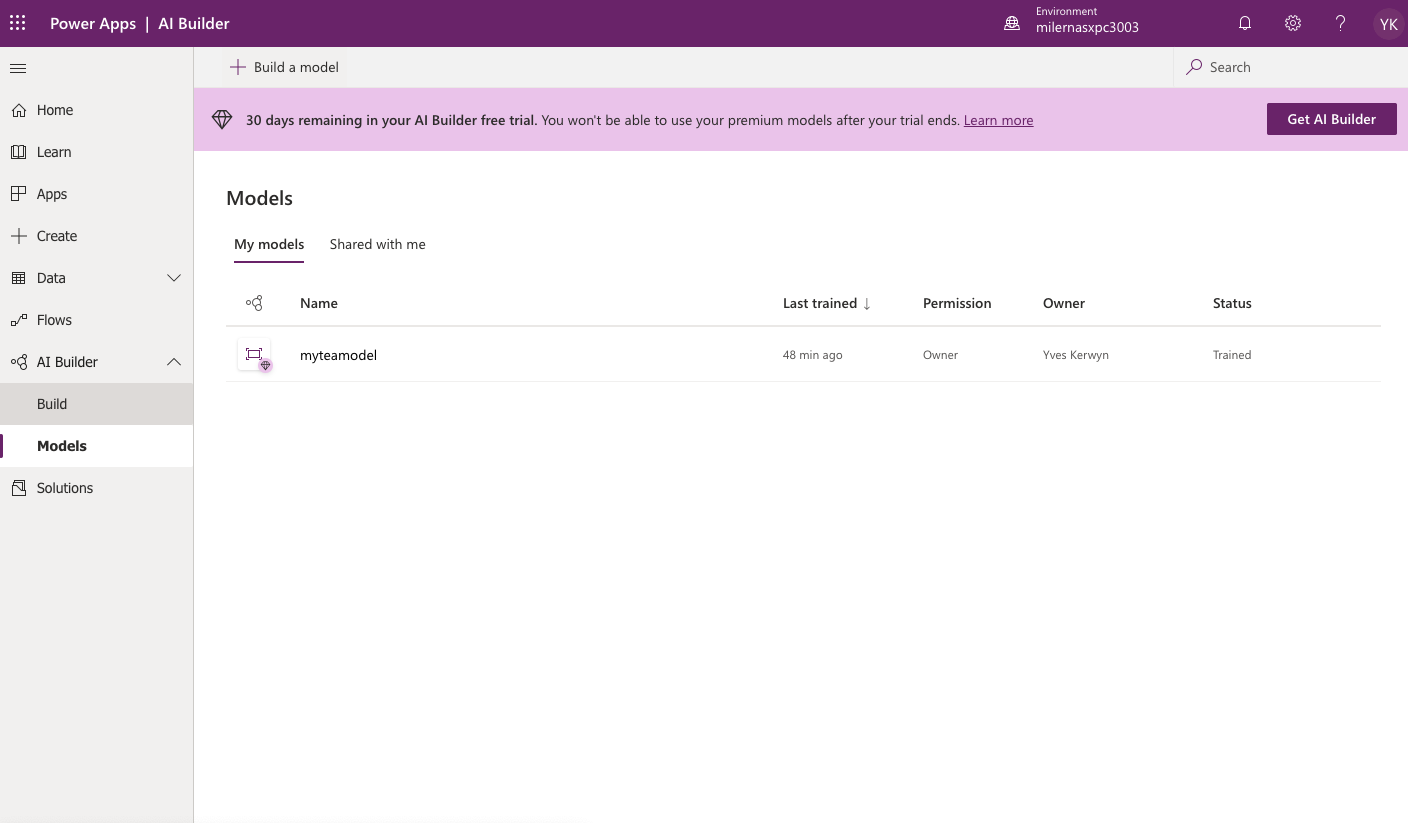 Power Apps | AI Builder
Environment
milernasxpc3003
YK
Build a model
Search
30 days remaining in your AI Builder free trial. You won't be able to use your premium models after your trial ends. Learn more
Get AI Builder
Home
Learn
Apps
Create
Data
Flows
AI Builder
Build
Models
Solutions
Models
My models
Shared with me
Name Last trained ↓ Permission Owner Status
myteamodel 48 min ago Owner Yves Kerwyn Trained